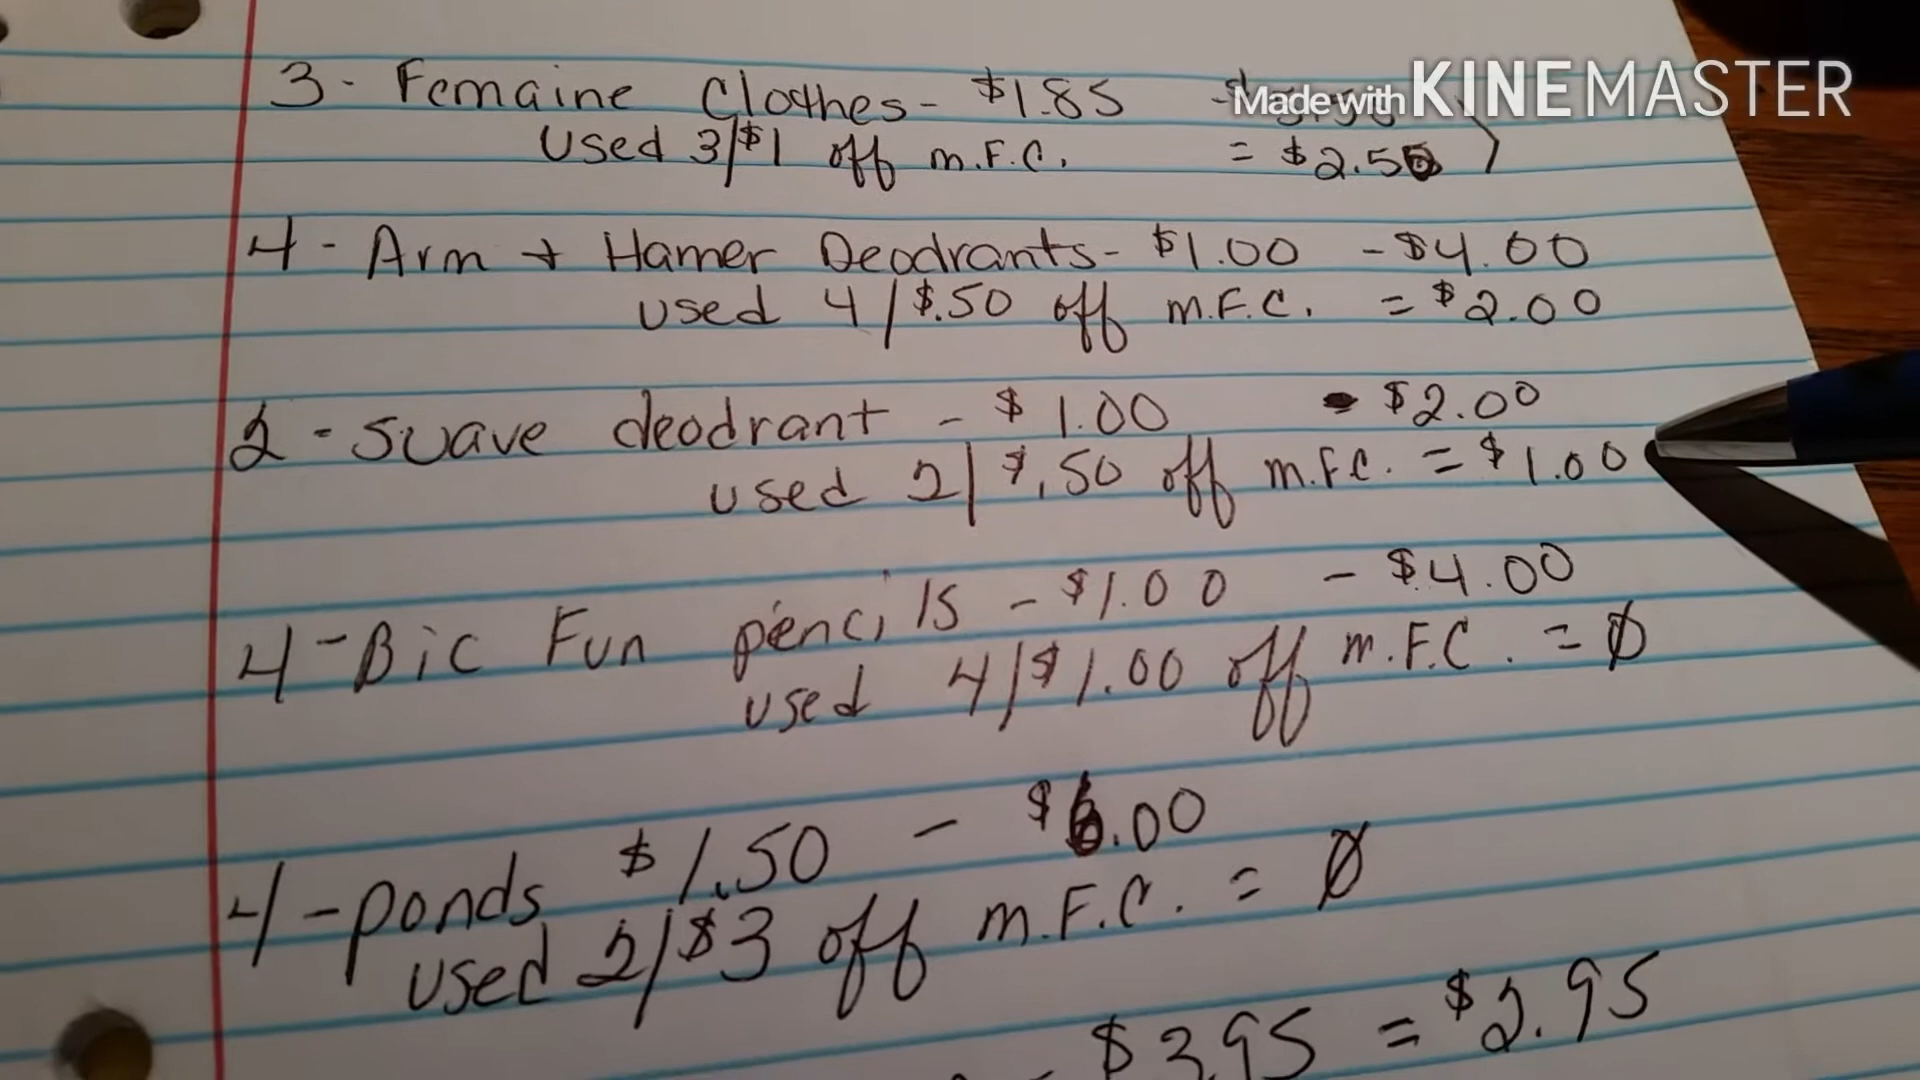 3 - Femaine Clothes - $1.85
Made with KINEMASTER
used 3/$1 off m.F.C. = $2.55
4 - Arm + Hamer Deodrants - $1.00 - $4.00
used 4/$.50 off m.F.C. = $2.00
2 - Suave deodrant - $1.00 - $2.00
used 2/$.50 off m.F.C. = $1.00
4 - Bic Fun pencils - $1.00 - $4.00
used 4/$1.00 off m.F.C. = Ø
4 - ponds $1.50 - $6.00
used 2/$3 off m.F.C. = Ø
- $3.95 = $2.95